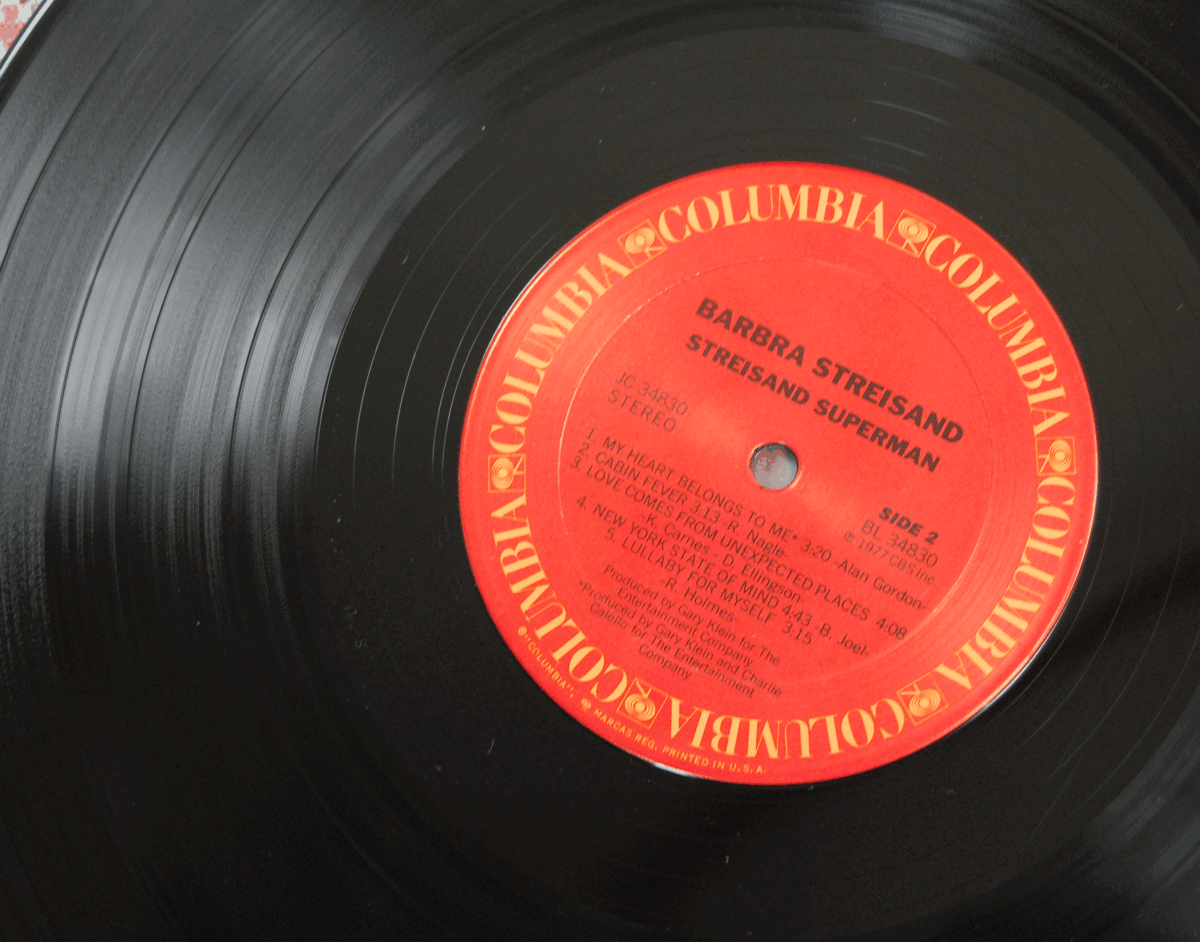 COLUMBIA
COLUMBIA
COLUMBIA
COLUMBIA
COLUMBIA
COLUMBIA
COLUMBIA
COLUMBIA
BARBRA STREISAND
STREISAND SUPERMAN
JC 34830
STEREO
SIDE 2
BL 34830
℗ 1977 CBS Inc.
1. MY HEART BELONGS TO ME* 3:20 -Alan Gordon-
2. CABIN FEVER 3:13 -R. Nagle-
3. LOVE COMES FROM UNEXPECTED PLACES 4:08
-K. Carnes - D. Ellingson-
4. NEW YORK STATE OF MIND 4:43 -B. Joel-
5. LULLABY FOR MYSELF 3:15
-R. Holmes-
Produced by Gary Klein for The
Entertainment Company
*Produced by Gary Klein and Charlie
Calello for The Entertainment
Company
®"COLUMBIA", MARCAS REG. PRINTED IN U.S.A.